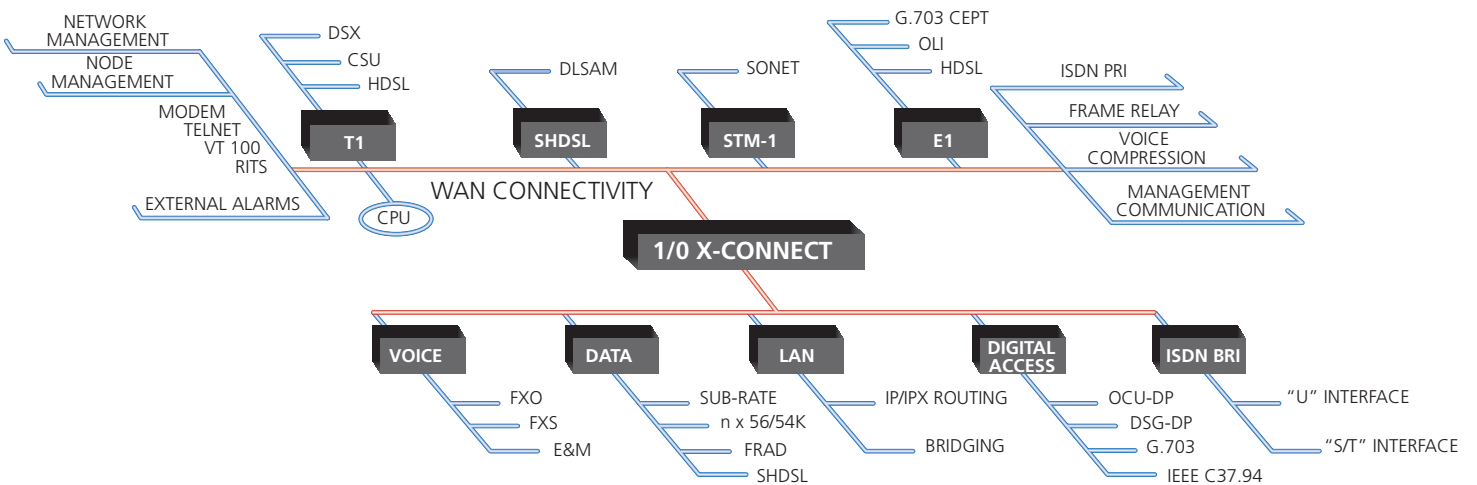 NETWORK
MANAGEMENT
NODE
MANAGEMENT
MODEM
TELNET
VT 100
RITS
EXTERNAL ALARMS
DSX
CSU
HDSL
T1
CPU
DLSAM
SHDSL
SONET
STM-1
G.703 CEPT
OLI
HDSL
E1
ISDN PRI
FRAME RELAY
VOICE
COMPRESSION
MANAGEMENT
COMMUNICATION
WAN CONNECTIVITY
1/0 X-CONNECT
VOICE
FXO
FXS
E&M
DATA
SUB-RATE
n x 56/54K
FRAD
SHDSL
LAN
IP/IPX ROUTING
BRIDGING
DIGITAL
ACCESS
OCU-DP
DSG-DP
G.703
IEEE C37.94
ISDN BRI
“U” INTERFACE
“S/T” INTERFACE